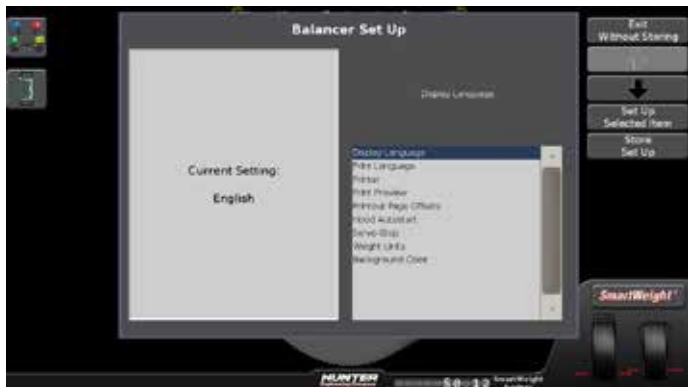 Balancer Set Up
Exit
Without Storing
Display Language
Set Up
Selected Item
Store
Set Up
Current Setting:
English
Display Language
Print Language
Printer
Print Preview
Printout Page Offsets
Hood Autostart
Servo-Stop
Weight Units
Background Color
SmartWeight
HUNTER
SmartWeight